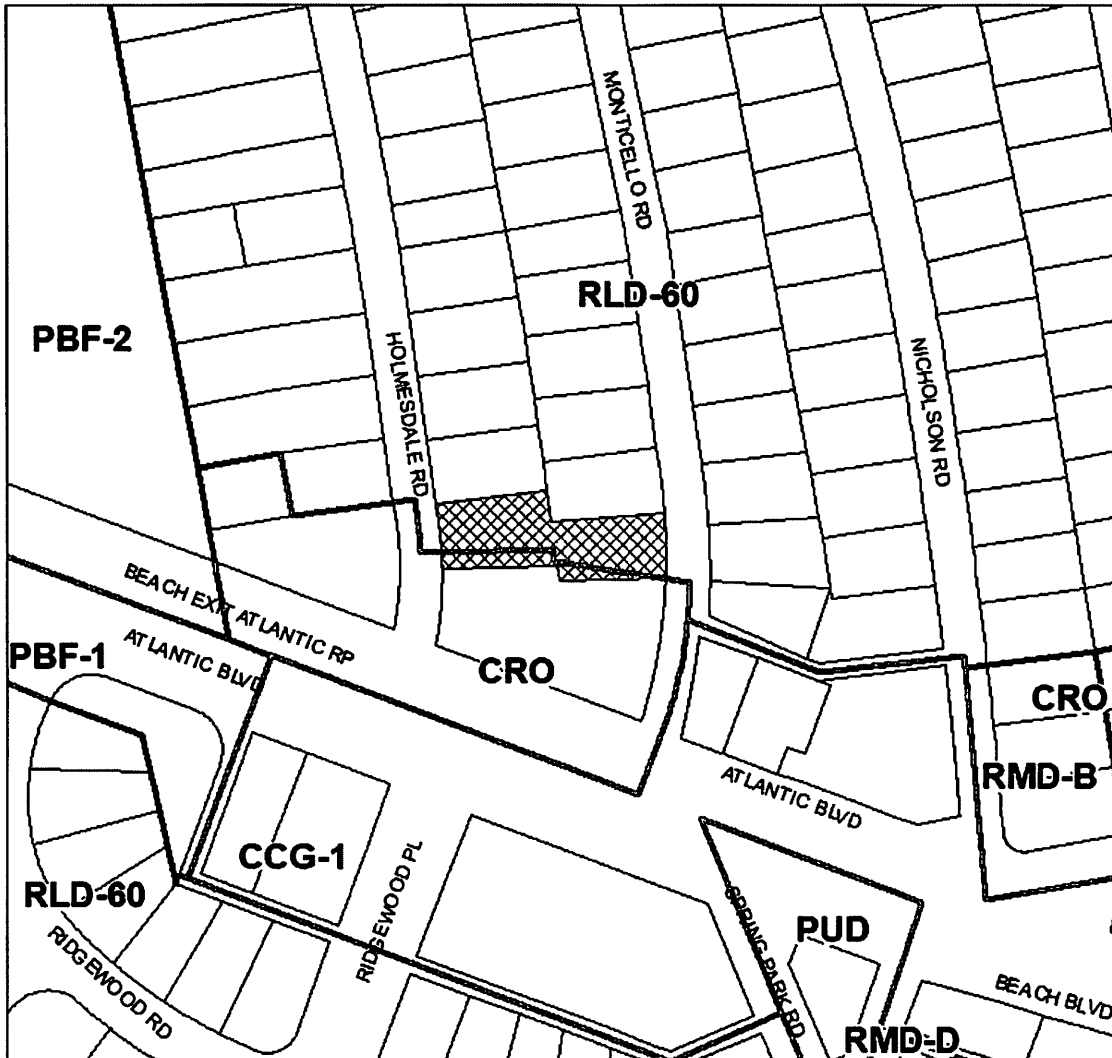 MONTICELLO RD
RLD-60
PBF-2
HOLMESDALE RD
NICHOLSON RD
BEACH EXIT ATLANTIC RP
ATLANTIC BLVD
PBF-1
CRO
CRO
RMD-B
ATLANTIC BLVD
CCG-1
RIDGEWOOD PL
RLD-60
RIDGEWOOD RD
SPRING PARK RD
PUD
BEACH BLVD
RMD-D